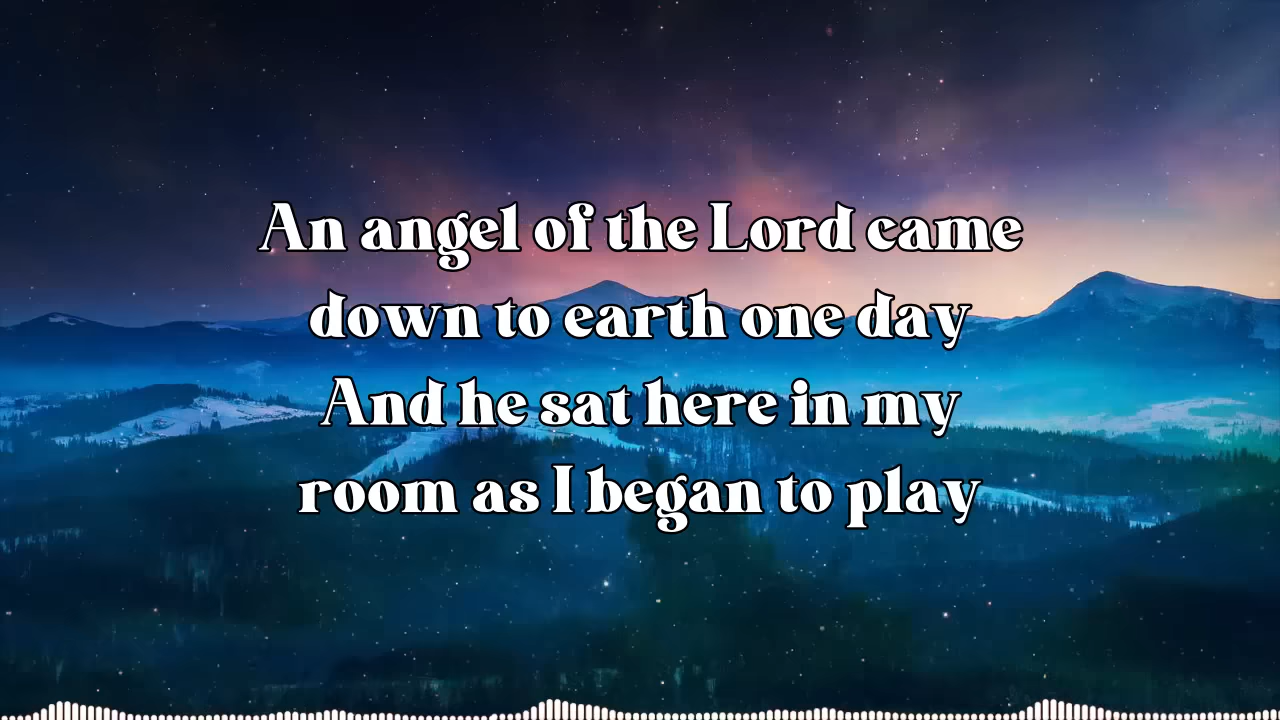 An angel of the Lord came
down to earth one day
And he sat here in my
room as I began to play